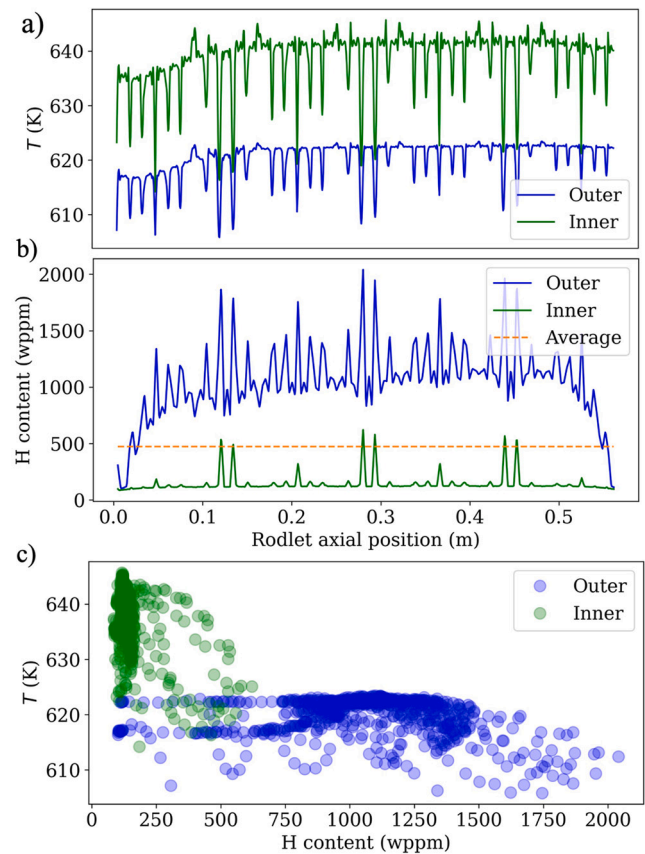 a)
640
630
620
610
T (K)
Outer
Inner
b)
2000
1500
1000
500
0
H content (wppm)
Outer
Inner
Average
0.0 0.1 0.2 0.3 0.4 0.5
Rodlet axial position (m)
c)
640
630
620
610
T (K)
Outer
Inner
0 250 500 750 1000 1250 1500 1750 2000
H content (wppm)